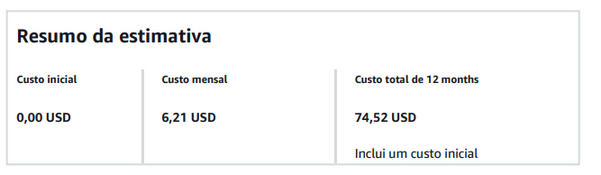 Resumo da estimativa
Custo inicial
0,00 USD
Custo mensal
6,21 USD
Custo total de 12 months
74,52 USD
Inclui um custo inicial